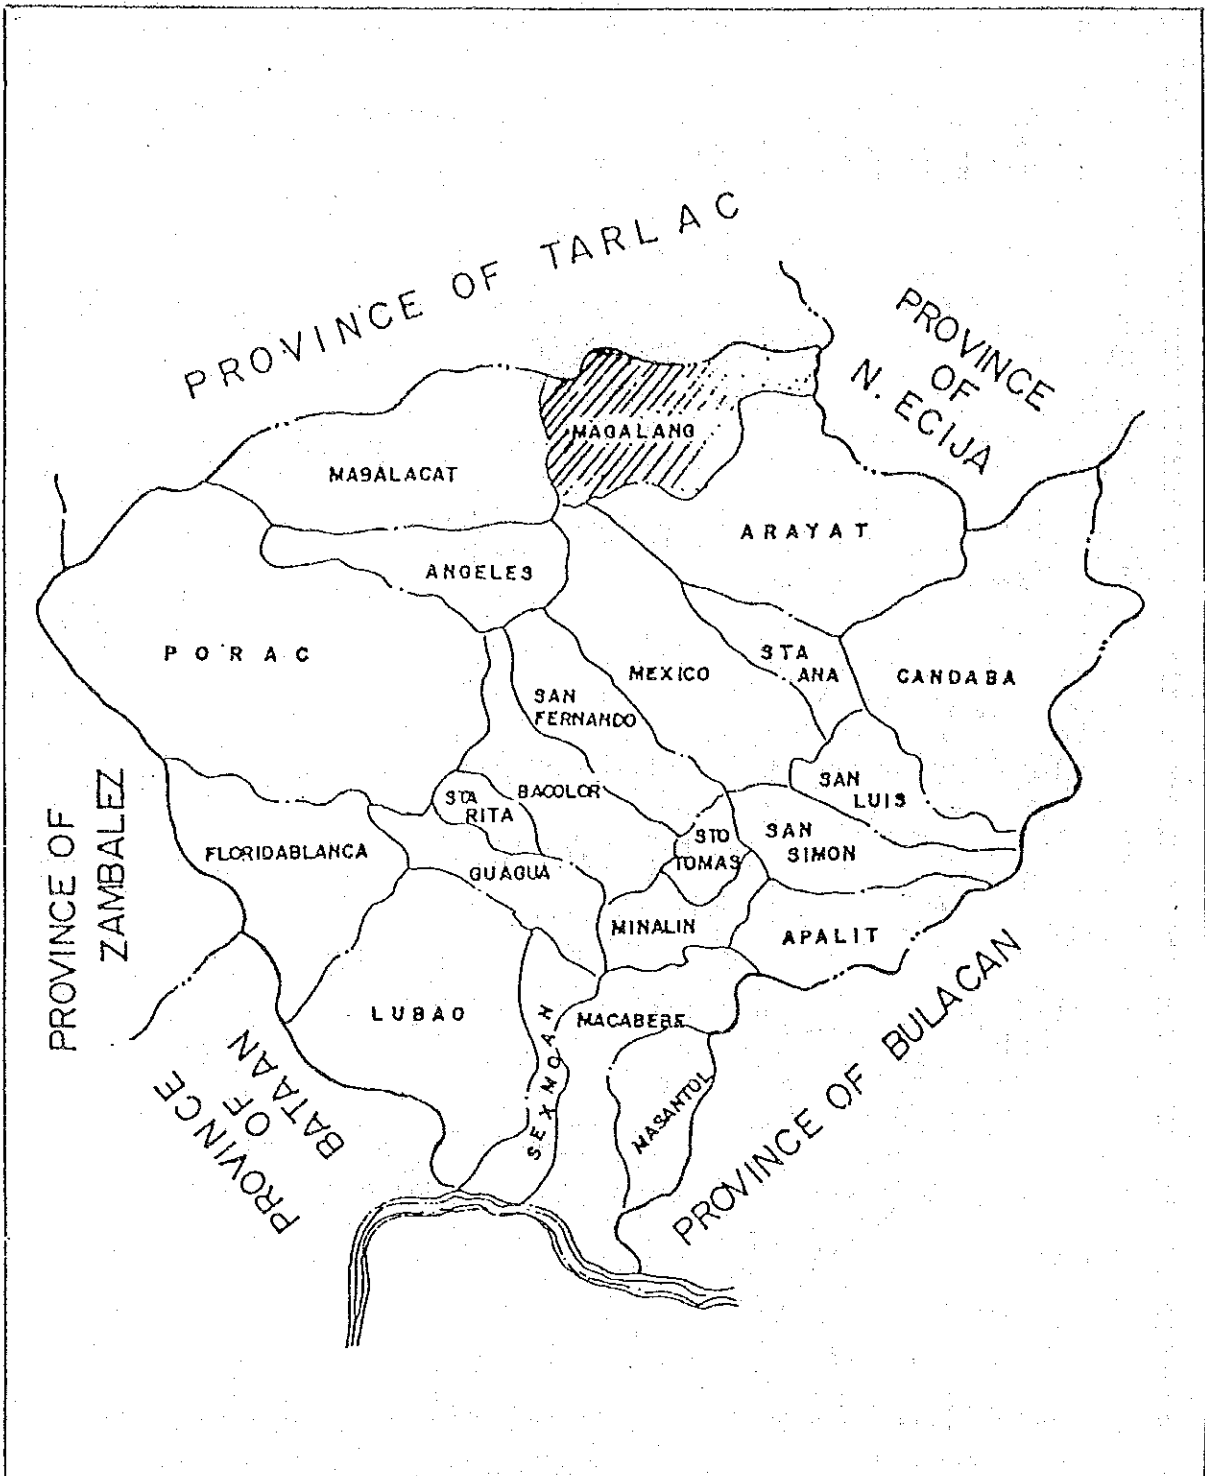 PROVINCE OF TARLAC
PROVINCE
OF
N. ECIJA
MAGALANG
MABALACAT
ARAYAT
ANGELES
PORAC
MEXICO
STA
ANA
CANDABA
SAN
FERNANDO
BACOLOR
STA
RITA
SAN
LUIS
STO
TOMAS
SAN
SIMON
FLORIDABLANCA
GUAGUA
MINALIN
APALIT
PROVINCE OF
ZAMBALEZ
LUBAO
SEXMOAN
MACABEBE
MASANTOL
PROVINCE
OF
BATAAN
PROVINCE OF BULACAN